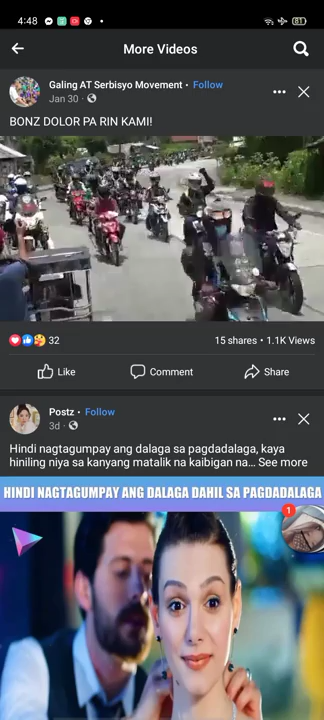 4:48
81
More Videos
Galing AT Serbisyo Movement • Follow
Jan 30 •
BONZ DOLOR PA RIN KAMI!
32
15 shares • 1.1K Views
Like
Comment
Share
Postz • Follow
3d •
Hindi nagtagumpay ang dalaga sa pagdadalaga, kaya
hiniling niya sa kanyang matalik na kaibigan na... See more
HINDI NAGTAGUMPAY ANG DALAGA DAHIL SA PAGDADALAGA
1